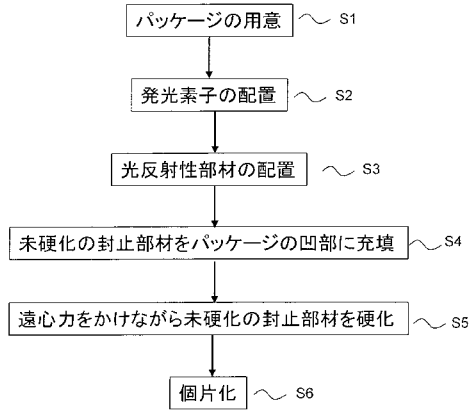 パッケージの用意 S1
発光素子の配置 S2
光反射性部材の配置 S3
未硬化の封止部材をパッケージの凹部に充填 S4
遠心力をかけながら未硬化の封止部材を硬化 S5
個片化 S6